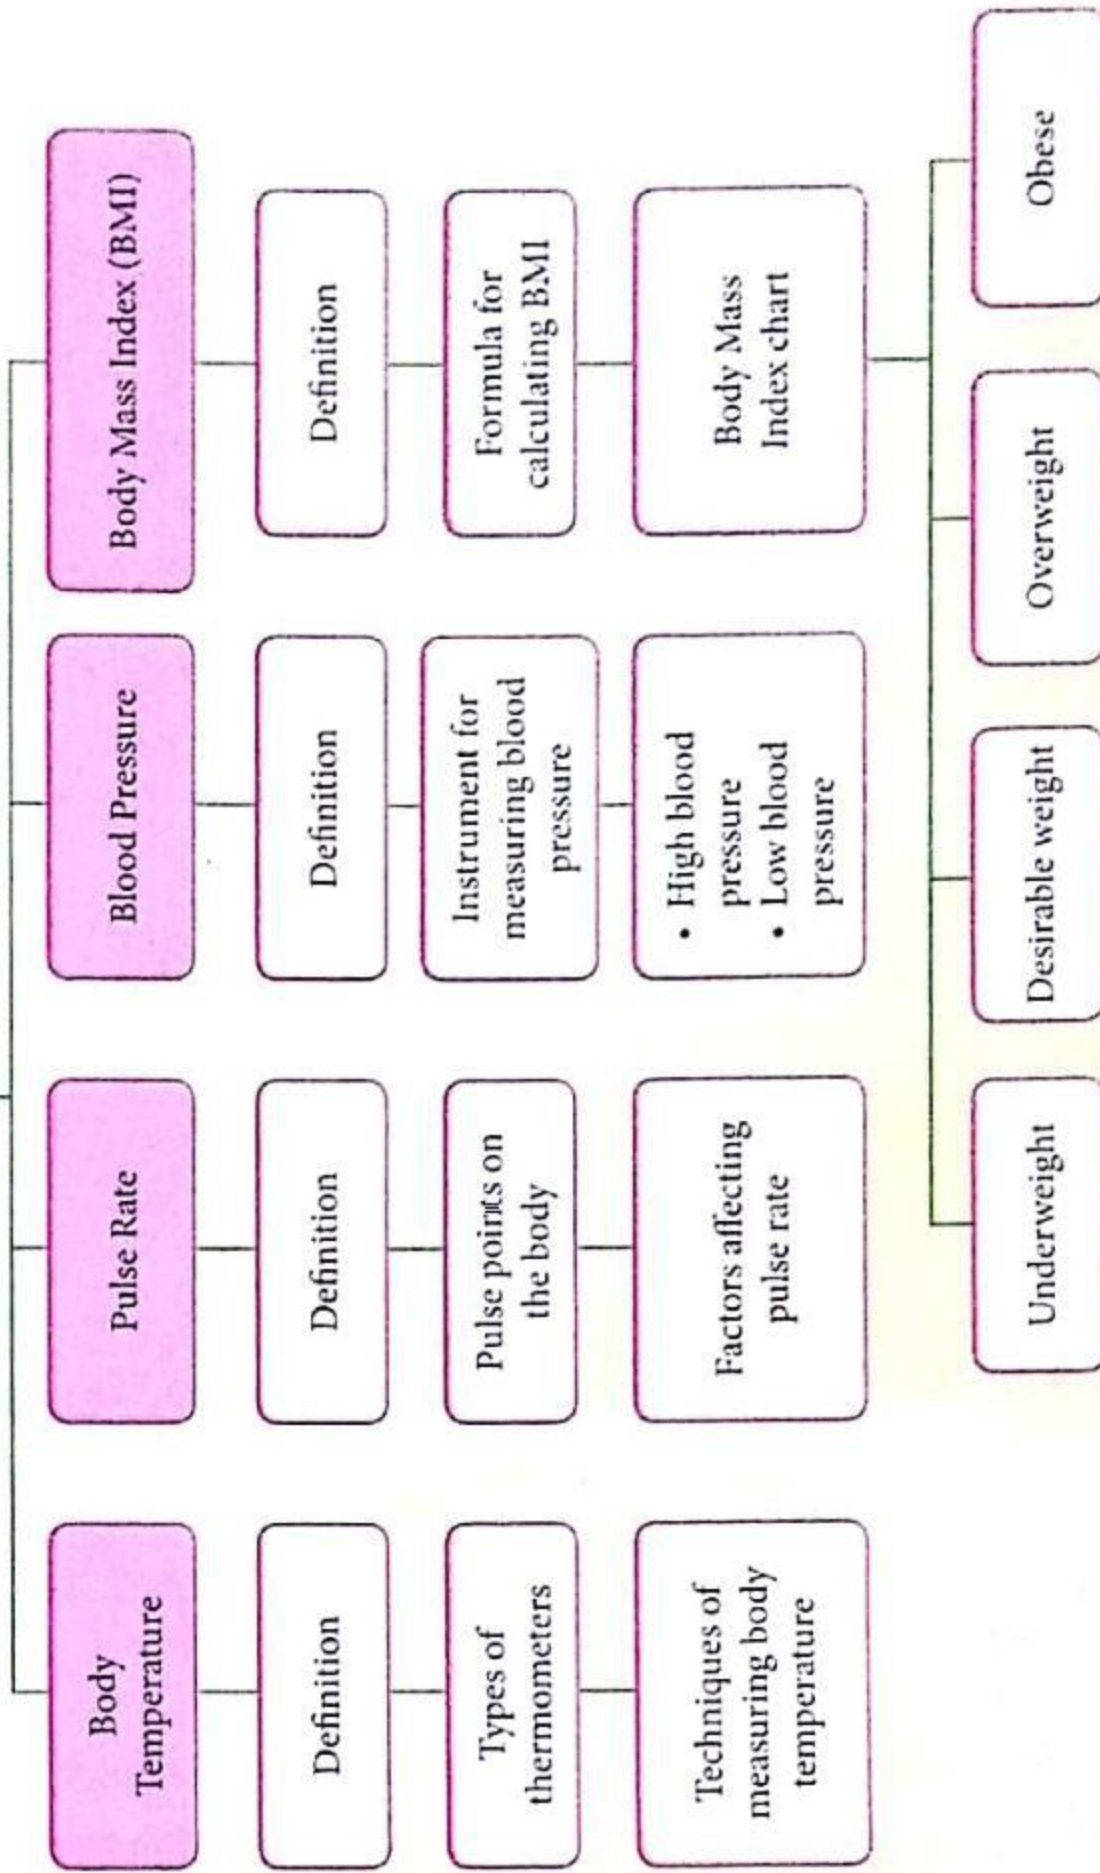 Body
Temperature
Definition
Types of
thermometers
Techniques of
measuring body
temperature
Pulse Rate
Definition
Pulse points on
the body
Factors affecting
pulse rate
Blood Pressure
Definition
Instrument for
measuring blood
pressure
• High blood
pressure
• Low blood
pressure
Body Mass Index (BMI)
Definition
Formula for
calculating BMI
Body Mass
Index chart
Underweight
Desirable weight
Overweight
Obese